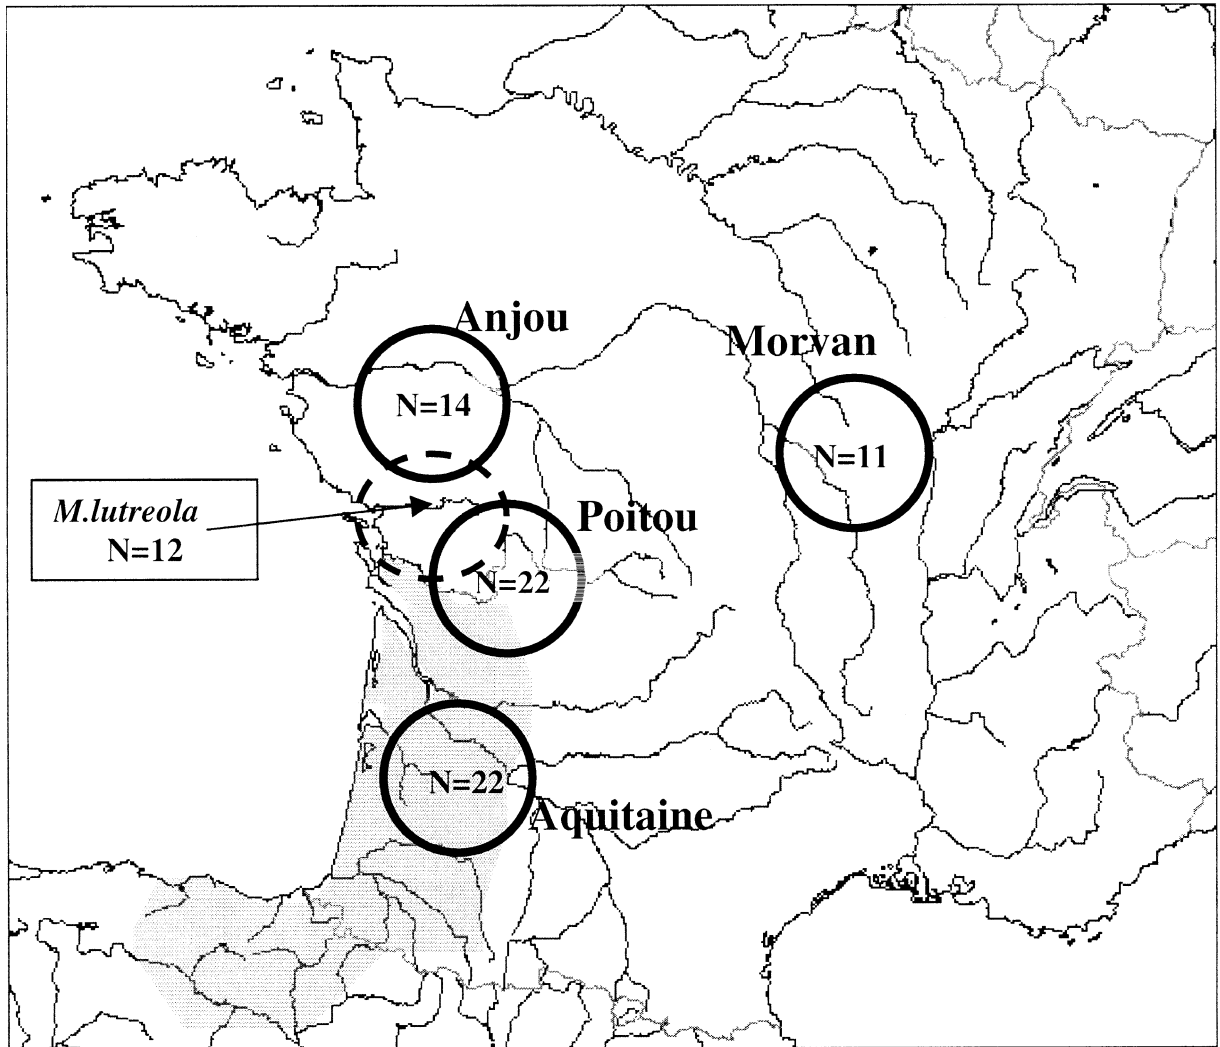 Anjou
Morvan
N=14
N=11
M.lutreola
N=12
Poitou
N=22
N=22
Aquitaine